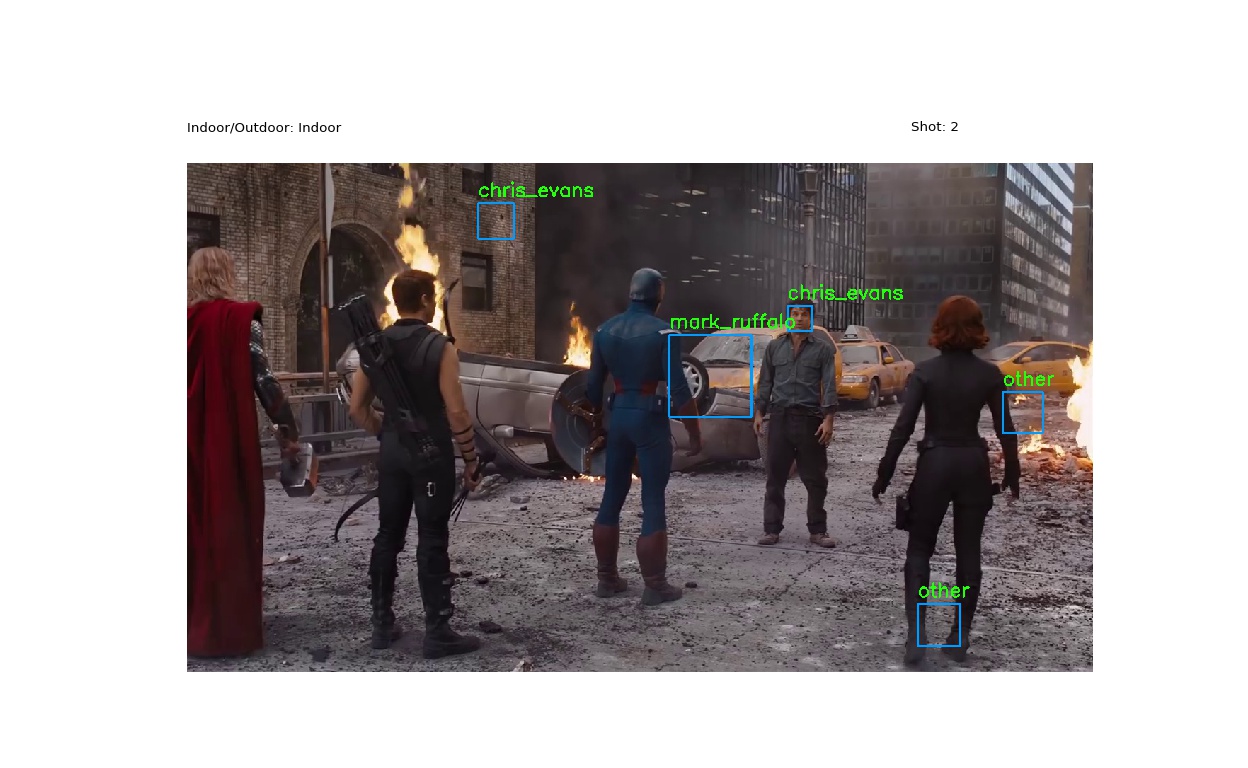 Indoor/Outdoor: Indoor
Shot: 2
chris_evans
chris_evans
mark_ruffalo
other
other